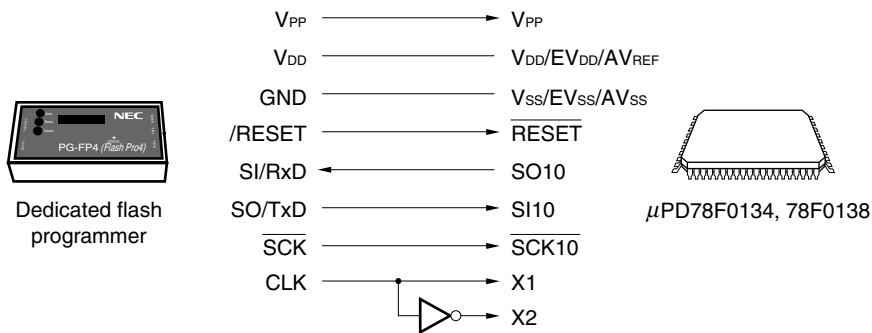 VPP VPP
VDD VDD/EVDD/AVREF
GND VSS/EVSS/AVSS
/RESET RESET
SI/RxD SO10
SO/TxD SI10
SCK SCK10
CLK X1
X2
NEC
PG-FP4 (Flash Pro4)
Dedicated flash
programmer
μPD78F0134, 78F0138